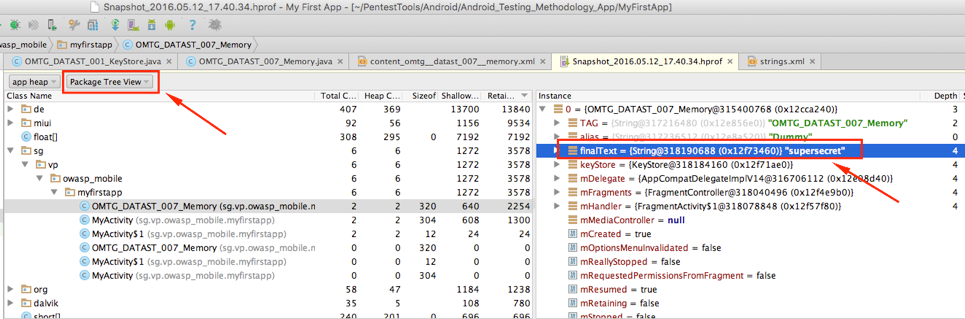 Snapshot_2016.05.12_17.40.34.hprof - My First App - [~/PentestTools/Android/Android_Testing_Methodology_App/MyFirstApp]
owasp_mobile myfirstapp OMTG_DATAST_007_Memory
OMTG_DATAST_001_KeyStore.java OMTG_DATAST_007_Memory.java content_omtg__datast_007__memory.xml Snapshot_2016.05.12_17.40.34.hprof strings.xml
app heap Package Tree View
Class Name Total C... Heap C... Sizeof Shallow... Retai...
de 407 369 13700 13840
miui 92 56 1156 9534
float[] 308 295 0 7192 7192
sg 6 6 1272 3578
vp 6 6 1272 3578
owasp_mobile 6 6 1272 3578
myfirstapp 6 6 1272 3578
OMTG_DATAST_007_Memory (sg.vp.owasp_mobile.m 2 2 320 640 2254
MyActivity (sg.vp.owasp_mobile.myfirstapp) 2 2 304 608 1300
MyActivity$1 (sg.vp.owasp_mobile.myfirstapp) 2 2 12 24 24
OMTG_DATAST_007_Memory (sg.vp.owasp_mobile.m 0 0 320 0 0
MyActivity$1 (sg.vp.owasp_mobile.myfirstapp) 0 0 12 0 0
MyActivity (sg.vp.owasp_mobile.myfirstapp) 0 0 304 0 0
org 58 47 1184 1238
dalvik 35 5 108 780
short[] 240 201 0 696 696
Instance Depth S
0 = {OMTG_DATAST_007_Memory@315400768 (0x12cca240)} 3
TAG = {String@317216480 (0x12e856e0)} "OMTG_DATAST_007_Memory" 2
alias = {String@317236512 (0x12e8a520)} "Dummy" 0
finalText = {String@318190688 (0x12f73460)} "supersecret" 4
keyStore = {KeyStore@318184160 (0x12f71ae0)} 4
mDelegate = {AppCompatDelegateImplV14@316706112 (0x12e08d40)} 4
mFragments = {FragmentController@318040496 (0x12f4e9b0)} 4
mHandler = {FragmentActivity$1@318078848 (0x12f57f80)} 4
mMediaController = null
mCreated = true
mOptionsMenuInvalidated = false
mReallyStopped = false
mRequestedPermissionsFromFragment = false
mResumed = true
mRetaining = false
mStopped = false